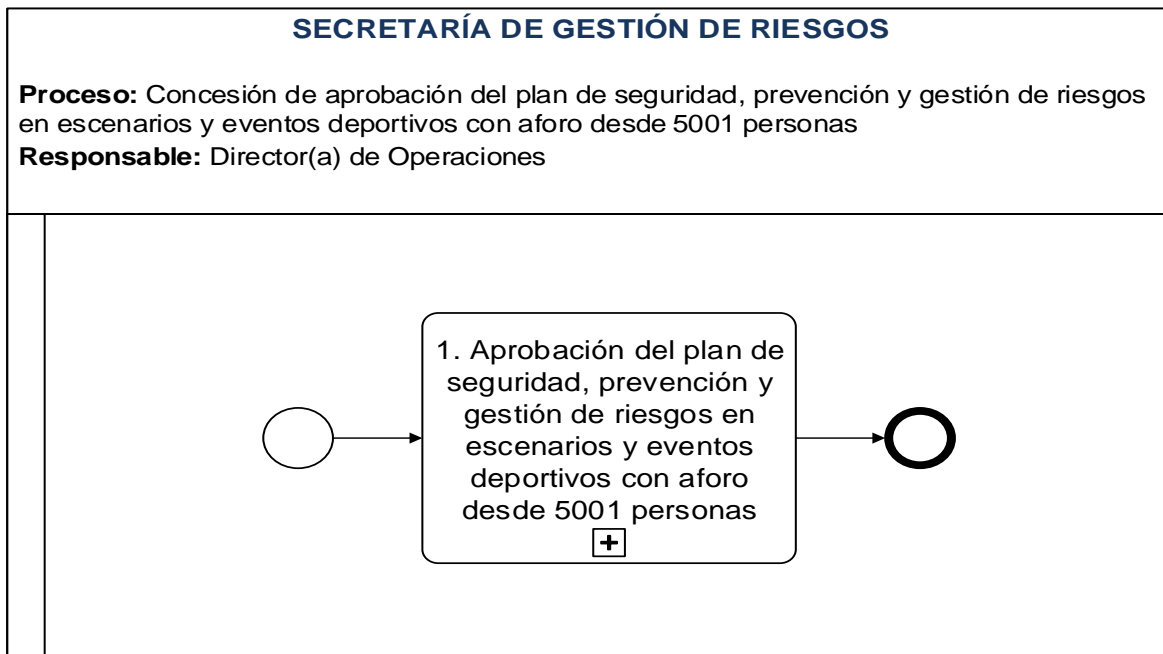 SECRETARÍA DE GESTIÓN DE RIESGOS
Proceso: Concesión de aprobación del plan de seguridad, prevención y gestión de riesgos
en escenarios y eventos deportivos con aforo desde 5001 personas
Responsable: Director(a) de Operaciones
1. Aprobación del plan de
seguridad, prevención y
gestión de riesgos en
escenarios y eventos
deportivos con aforo
desde 5001 personas